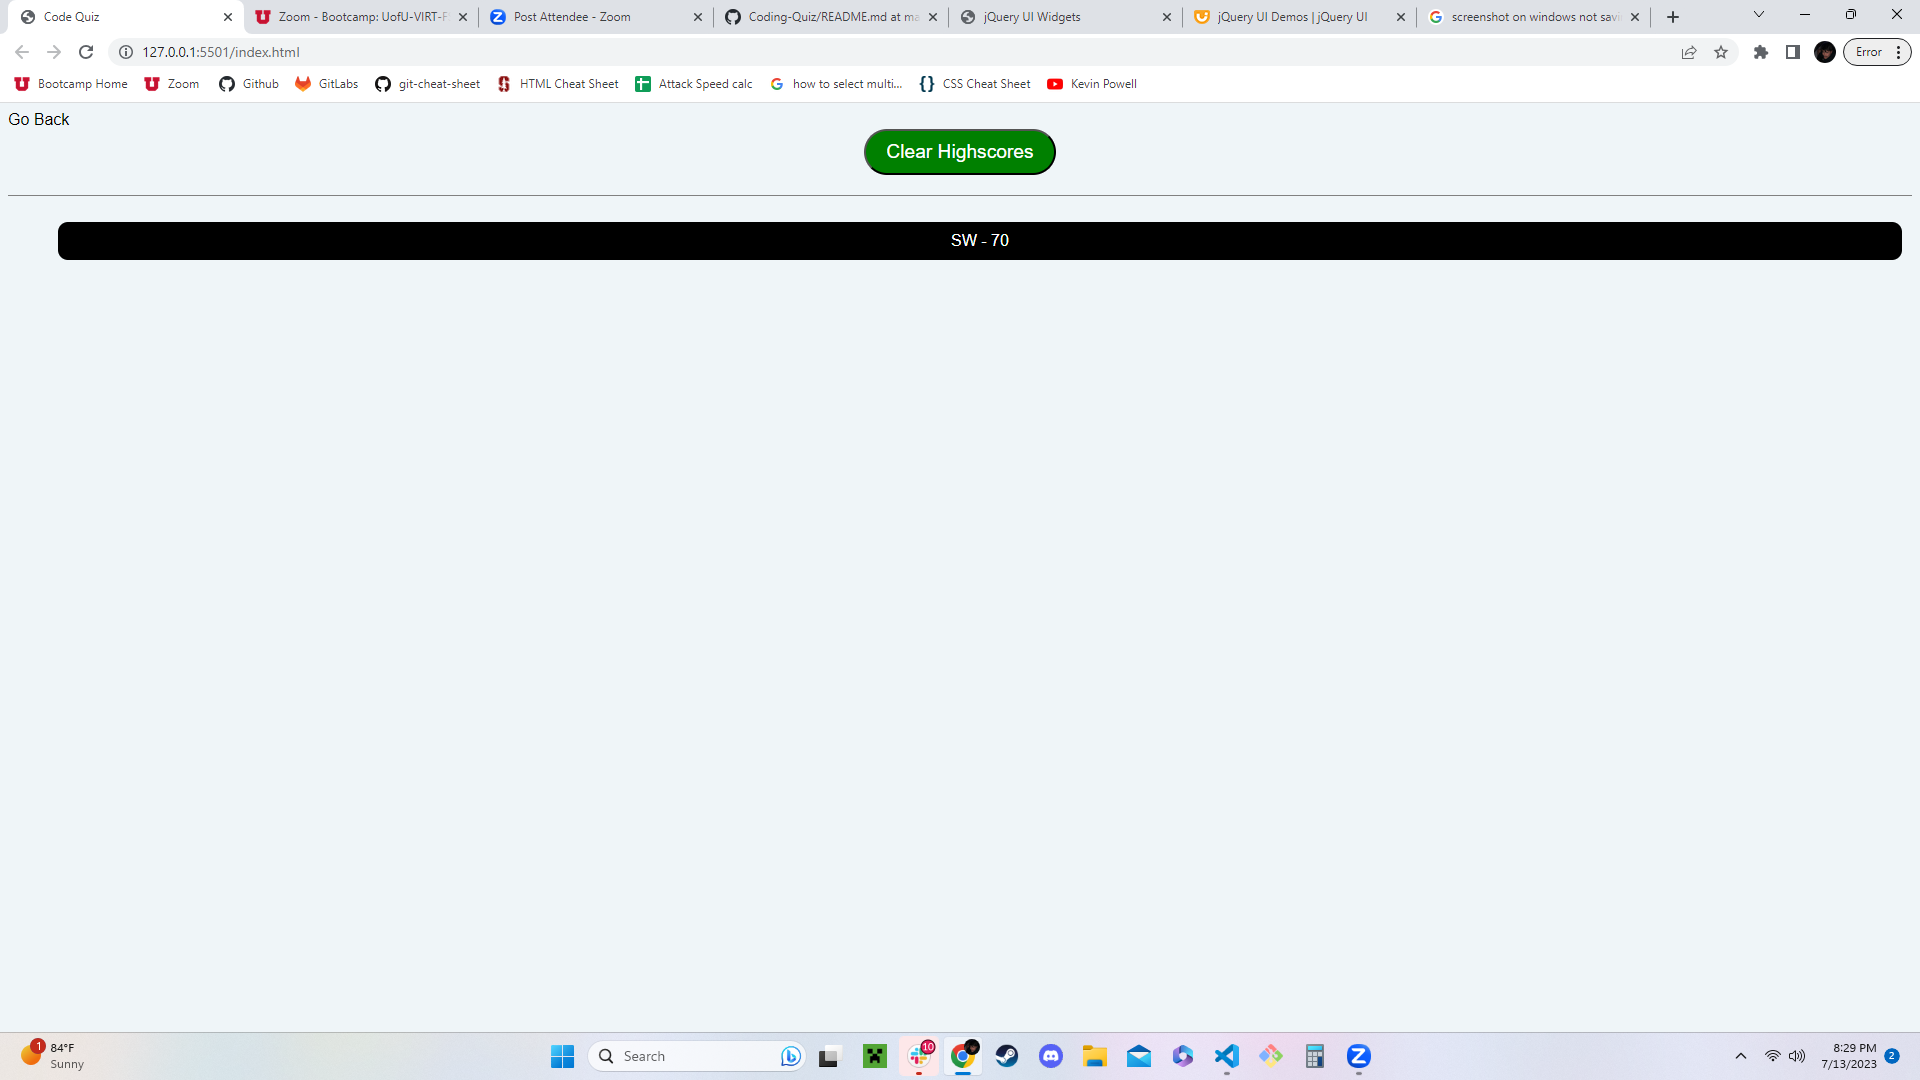 Code Quiz
Zoom - Bootcamp: UofU-VIRT-F
Post Attendee - Zoom
Coding-Quiz/README.md at ma
jQuery UI Widgets
jQuery UI Demos | jQuery UI
screenshot on windows not savi
127.0.0.1:5501/index.html
Error
Bootcamp Home
Zoom
Github
GitLabs
git-cheat-sheet
HTML Cheat Sheet
Attack Speed calc
how to select multi...
CSS Cheat Sheet
Kevin Powell
Go Back
Clear Highscores
SW - 70
1
84°F
Sunny
Search
10
8:29 PM
7/13/2023
2